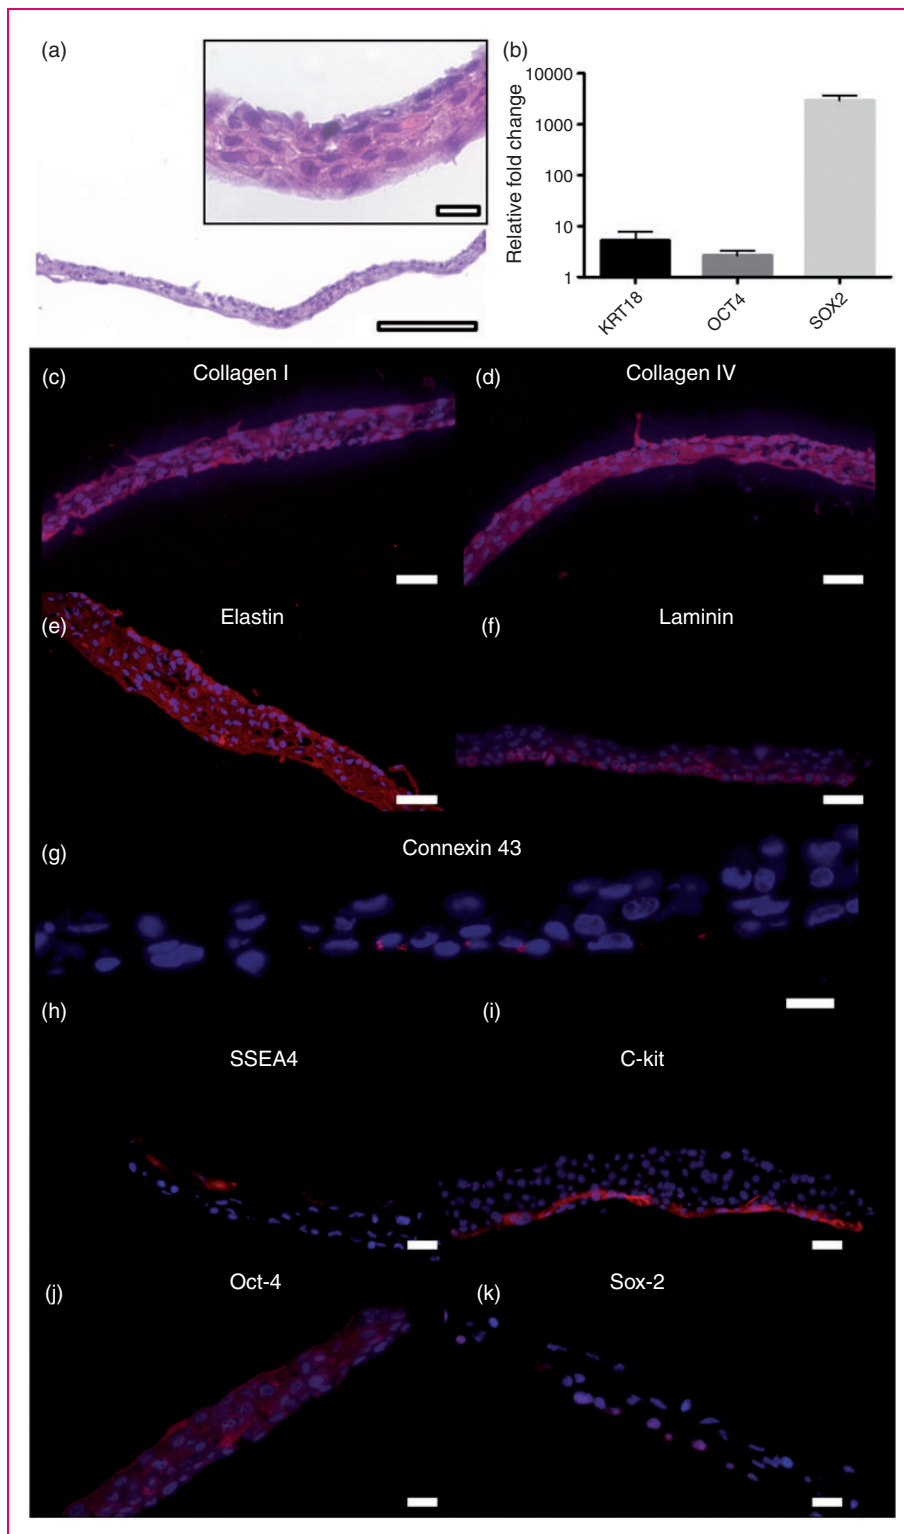 (a)
(b)
Relative fold change
10000
1000
100
10
1
KRT18
OCT4
SOX2
(c)
Collagen I
(d)
Collagen IV
(e)
Elastin
(f)
Laminin
(g)
Connexin 43
(h)
SSEA4
(i)
C-kit
(j)
Oct-4
(k)
Sox-2